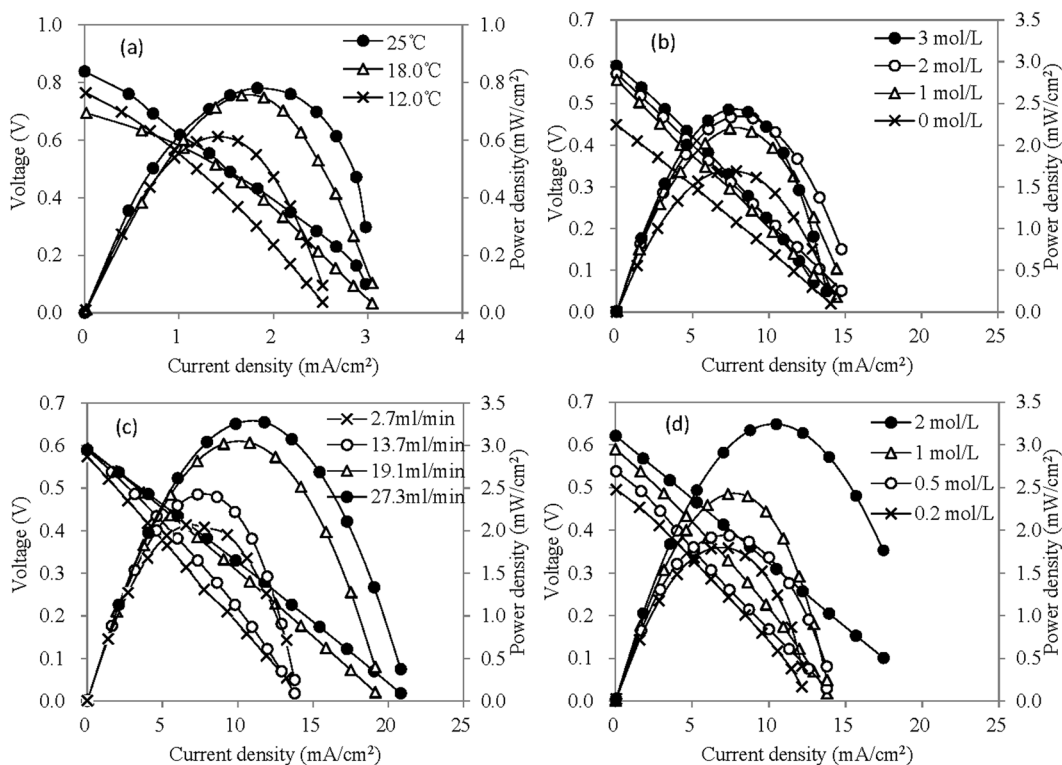 (a)
25℃
18.0℃
12.0℃
Voltage (V)
1.0
0.8
0.6
0.4
0.2
0.0
Power density(mW/cm²)
1.0
0.8
0.6
0.4
0.2
0.0
0 1 2 3 4
Current density (mA/cm²)
(b)
3 mol/L
2 mol/L
1 mol/L
0 mol/L
Voltage (V)
0.7
0.6
0.5
0.4
0.3
0.2
0.1
0.0
Power density (mW/cm²)
3.5
3.0
2.5
2.0
1.5
1.0
0.5
0.0
0 5 10 15 20 25
Current density (mA/cm²)
(c)
2.7ml/min
13.7ml/min
19.1ml/min
27.3ml/min
Voltage (V)
0.7
0.6
0.5
0.4
0.3
0.2
0.1
0.0
Power density (mW/cm²)
3.5
3.0
2.5
2.0
1.5
1.0
0.5
0.0
0 5 10 15 20 25
Current density (mA/cm²)
(d)
2 mol/L
1 mol/L
0.5 mol/L
0.2 mol/L
Voltage (V)
0.7
0.6
0.5
0.4
0.3
0.2
0.1
0.0
Power density (mW/cm²)
3.5
3.0
2.5
2.0
1.5
1.0
0.5
0.0
0 5 10 15 20 25
Current density (mA/cm²)